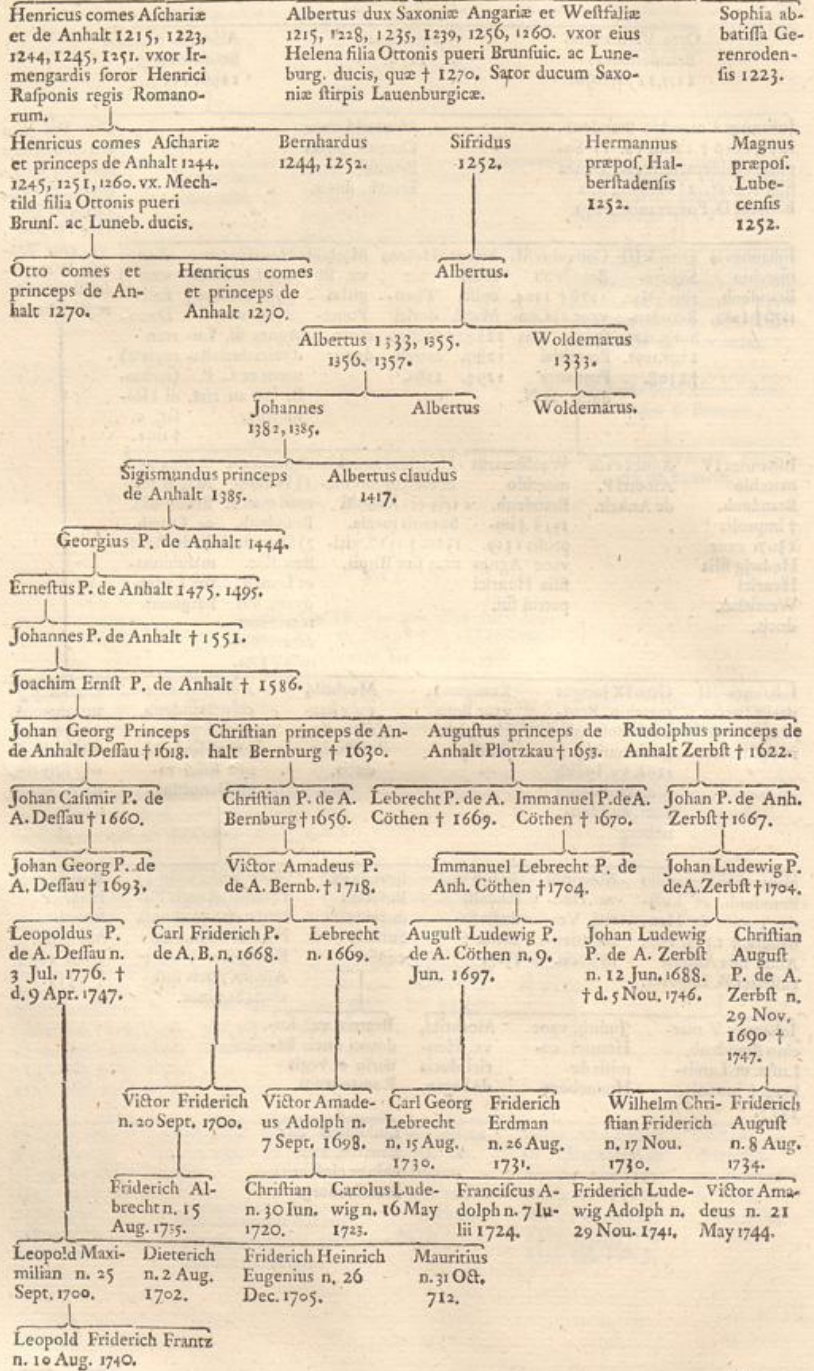 Henricus comes Aſchariæ
et de Anhalt 1215, 1223,
1244, 1245, 1251. vxor Ir-
mengardis ſoror Henrici
Raſponis regis Romano-
rum.
Albertus dux Saxoniæ Angariæ et Weſtfaliæ
1215, 1228, 1235, 1239, 1256, 1260. vxor eius
Helena filia Ottonis pueri Brunſuic. ac Lune-
burg. ducis, quæ † 1270. Sator ducum Saxo-
niæ ſtirpis Lauenburgicæ.
Sophia ab-
batiſſa Ge-
renroden-
ſis 1223.
Henricus comes Aſchariæ
et princeps de Anhalt 1244.
1245, 1251, 1260. vx. Mech-
tild filia Ottonis pueri
Brunſ. ac Luneb. ducis.
Bernhardus
1244, 1252.
Sifridus
1252.
Hermannus
præpoſ. Hal-
berſtadenſis
1252.
Magnus
præpoſ.
Lube-
cenſis
1252.
Otto comes et
princeps de An-
halt 1270.
Henricus comes
et princeps de
Anhalt 1270.
Albertus.
Albertus 1333, 1355.
1356. 1357.
Woldemarus
1333.
Johannes
1382, 1385.
Albertus
Woldemarus.
Sigismundus princeps
de Anhalt 1385.
Albertus claudus
1417.
Georgius P. de Anhalt 1444.
Erneſtus P. de Anhalt 1475. 1495.
Johannes P. de Anhalt † 1551.
Joachim Ernſt P. de Anhalt † 1586.
Johan Georg Princeps
de Anhalt Deſſau † 1618.
Chriſtian princeps de An-
halt Bernburg † 1630.
Auguſtus princeps de
Anhalt Plotzkau † 1653.
Rudolphus princeps de
Anhalt Zerbſt † 1622.
Johan Caſimir P. de
A. Deſſau † 1660.
Chriſtian P. de A.
Bernburg † 1656.
Lebrecht P. de A.
Cöthen † 1669.
Immanuel P. de A.
Cöthen † 1670.
Johan P. de Anh.
Zerbſt † 1667.
Johan Georg P. de
A. Deſſau † 1693.
Victor Amadeus P.
de A. Bernb. † 1718.
Immanuel Lebrecht P. de
Anh. Cöthen † 1704.
Johan Ludewig P.
de A. Zerbſt † 1704.
Leopoldus P.
de A. Deſſau n.
3 Jul. 1776. †
d. 9 Apr. 1747.
Carl Friderich P.
de A. B. n. 1668.
Lebrecht
n. 1669.
Auguſt Ludewig P.
de A. Cöthen n. 9.
Jun. 1697.
Johan Ludewig
P. de A. Zerbſt
n. 12 Jun. 1688.
† d. 5 Nou. 1746.
Chriſtian
Auguſt
P. de A.
Zerbſt n.
29 Nov.
1690 †
1747.
Victor Friderich
n. 20 Sept. 1700.
Victor Amade-
us Adolph n.
7 Sept. 1698.
Carl Georg
Lebrecht
n. 15 Aug.
1730.
Friderich
Erdman
n. 26 Aug.
1731.
Wilhelm Chri-
ſtian Friderich
n. 17 Nou.
1730.
Friderich
Auguſt
n. 8 Aug.
1734.
Friderich Al-
brecht n. 15
Aug. 1735.
Chriſtian
n. 30 Iun.
1720.
Carolus Lude-
wig n. 16 May
1723.
Franciſcus A-
dolph n. 7 Iu-
lii 1724.
Friderich Lude-
wig Adolph n.
29 Nou. 1741.
Victor Ama-
deus n. 21
May 1744.
Leopold Maxi-
milian n. 25
Sept. 1700.
Dieterich
n. 2 Aug.
1702.
Friderich Heinrich
Eugenius n. 26
Dec. 1705.
Mauritius
n. 31 Oct.
712.
Leopold Friderich Frantz
n. 10 Aug. 1740.